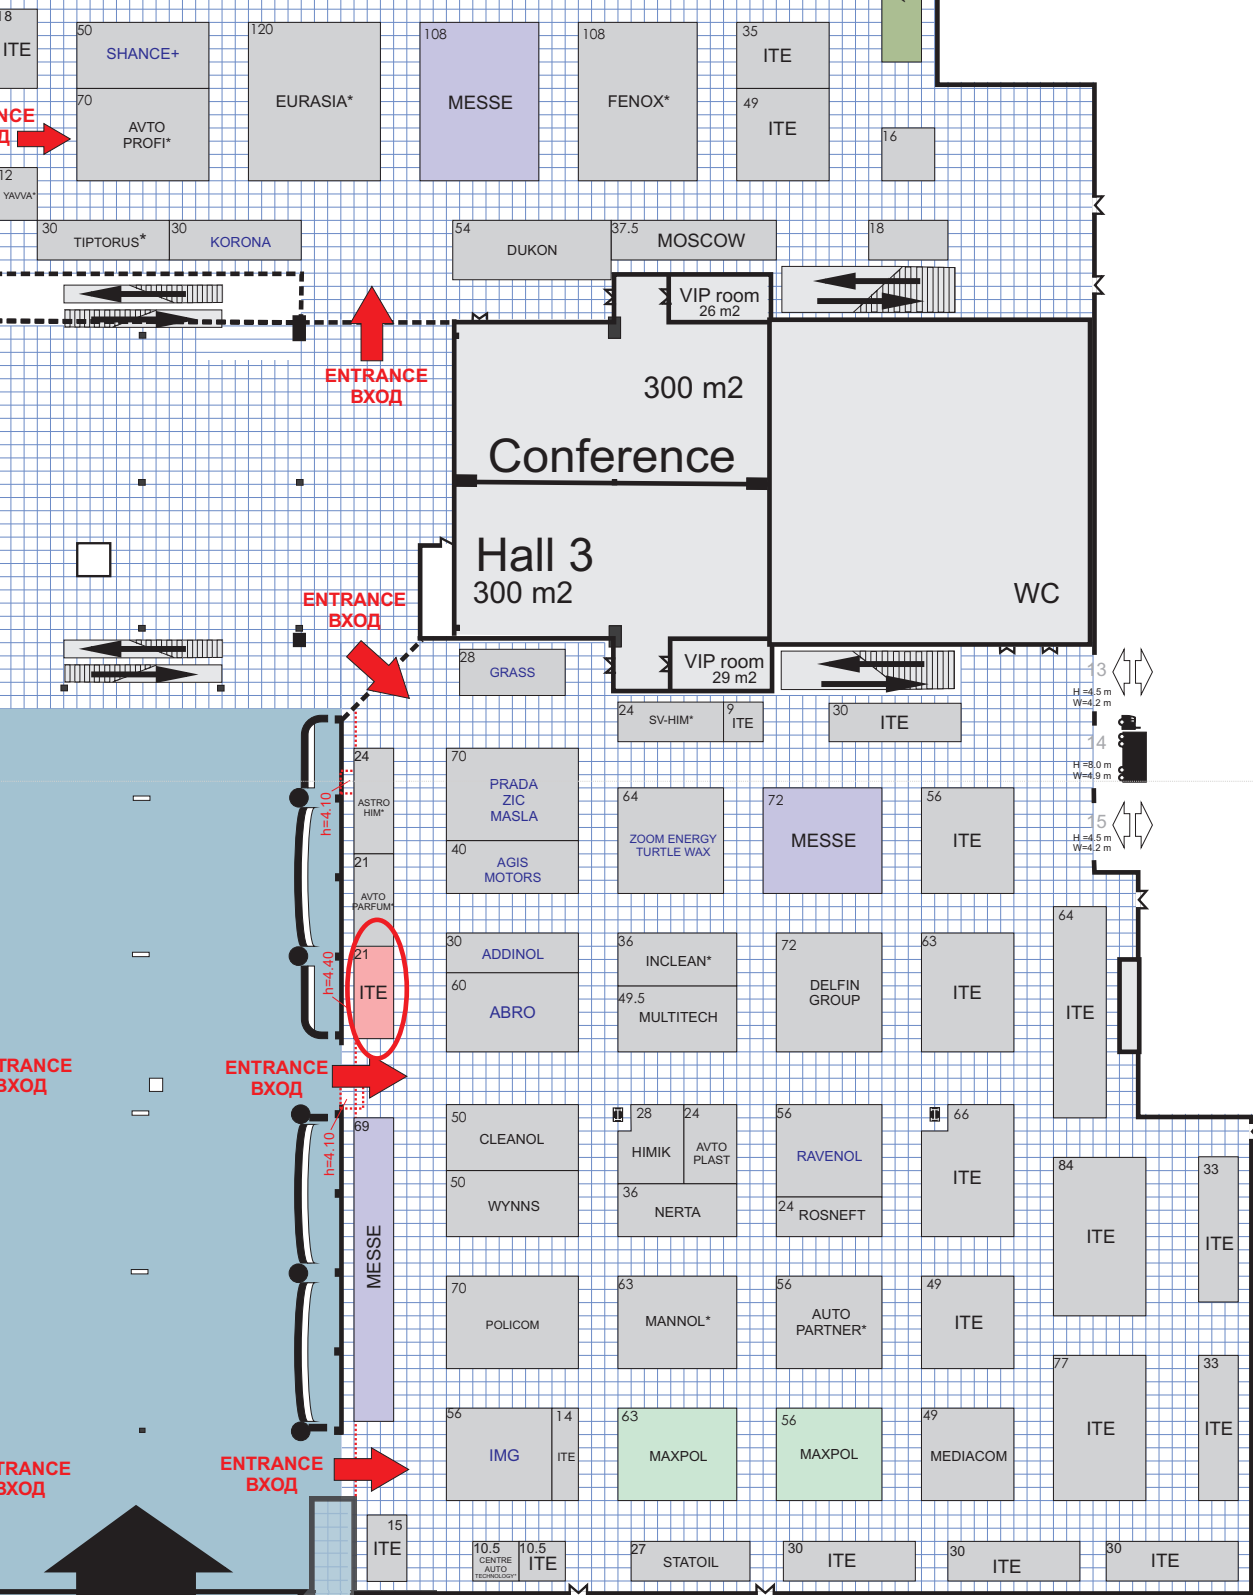 18
ITE
50
SHANCE+
120
EURASIA*
108
MESSE
108
FENOX*
35
ITE
70
AVTO
PROFI*
49
ITE
NCE
Д
16
12
YAVVA*
30
TIPTORUS*
30
KORONA
54
DUKON
37.5
MOSCOW
18
VIP room
26 m2
ENTRANCE
ВХОД
300 m2
Conference
Hall 3
300 m2
WC
ENTRANCE
ВХОД
28
GRASS
VIP room
29 m2
13
H =4.5 m
W=4.2 m
24
SV-HIM*
9
ITE
30
ITE
14
H =8.0 m
W=4.9 m
24
ASTRO
HIM*
h=4.10
70
PRADA
ZIC
MASLA
64
ZOOM ENERGY
TURTLE WAX
72
MESSE
56
ITE
15
H =4.5 m
W=4.2 m
40
AGIS
MOTORS
21
AVTO
PARFUM*
64
ITE
21
ITE
h=4.40
30
ADDINOL
36
INCLEAN*
72
DELFIN
GROUP
63
ITE
60
ABRO
49.5
MULTITECH
TRANCE
ВХОД
ENTRANCE
ВХОД
h=4.10
69
MESSE
50
CLEANOL
28
HIMIK
24
AVTO
PLAST
56
RAVENOL
66
ITE
50
WYNNS
36
NERTA
24
ROSNEFT
84
ITE
33
ITE
70
POLICOM
63
MANNOL*
56
AUTO
PARTNER*
49
ITE
77
ITE
33
ITE
56
IMG
14
ITE
63
MAXPOL
56
MAXPOL
49
MEDIACOM
TRANCE
ВХОД
ENTRANCE
ВХОД
15
ITE
10.5
CENTRE
AUTO
TECHNOLOGY*
10.5
ITE
27
STATOIL
30
ITE
30
ITE
30
ITE